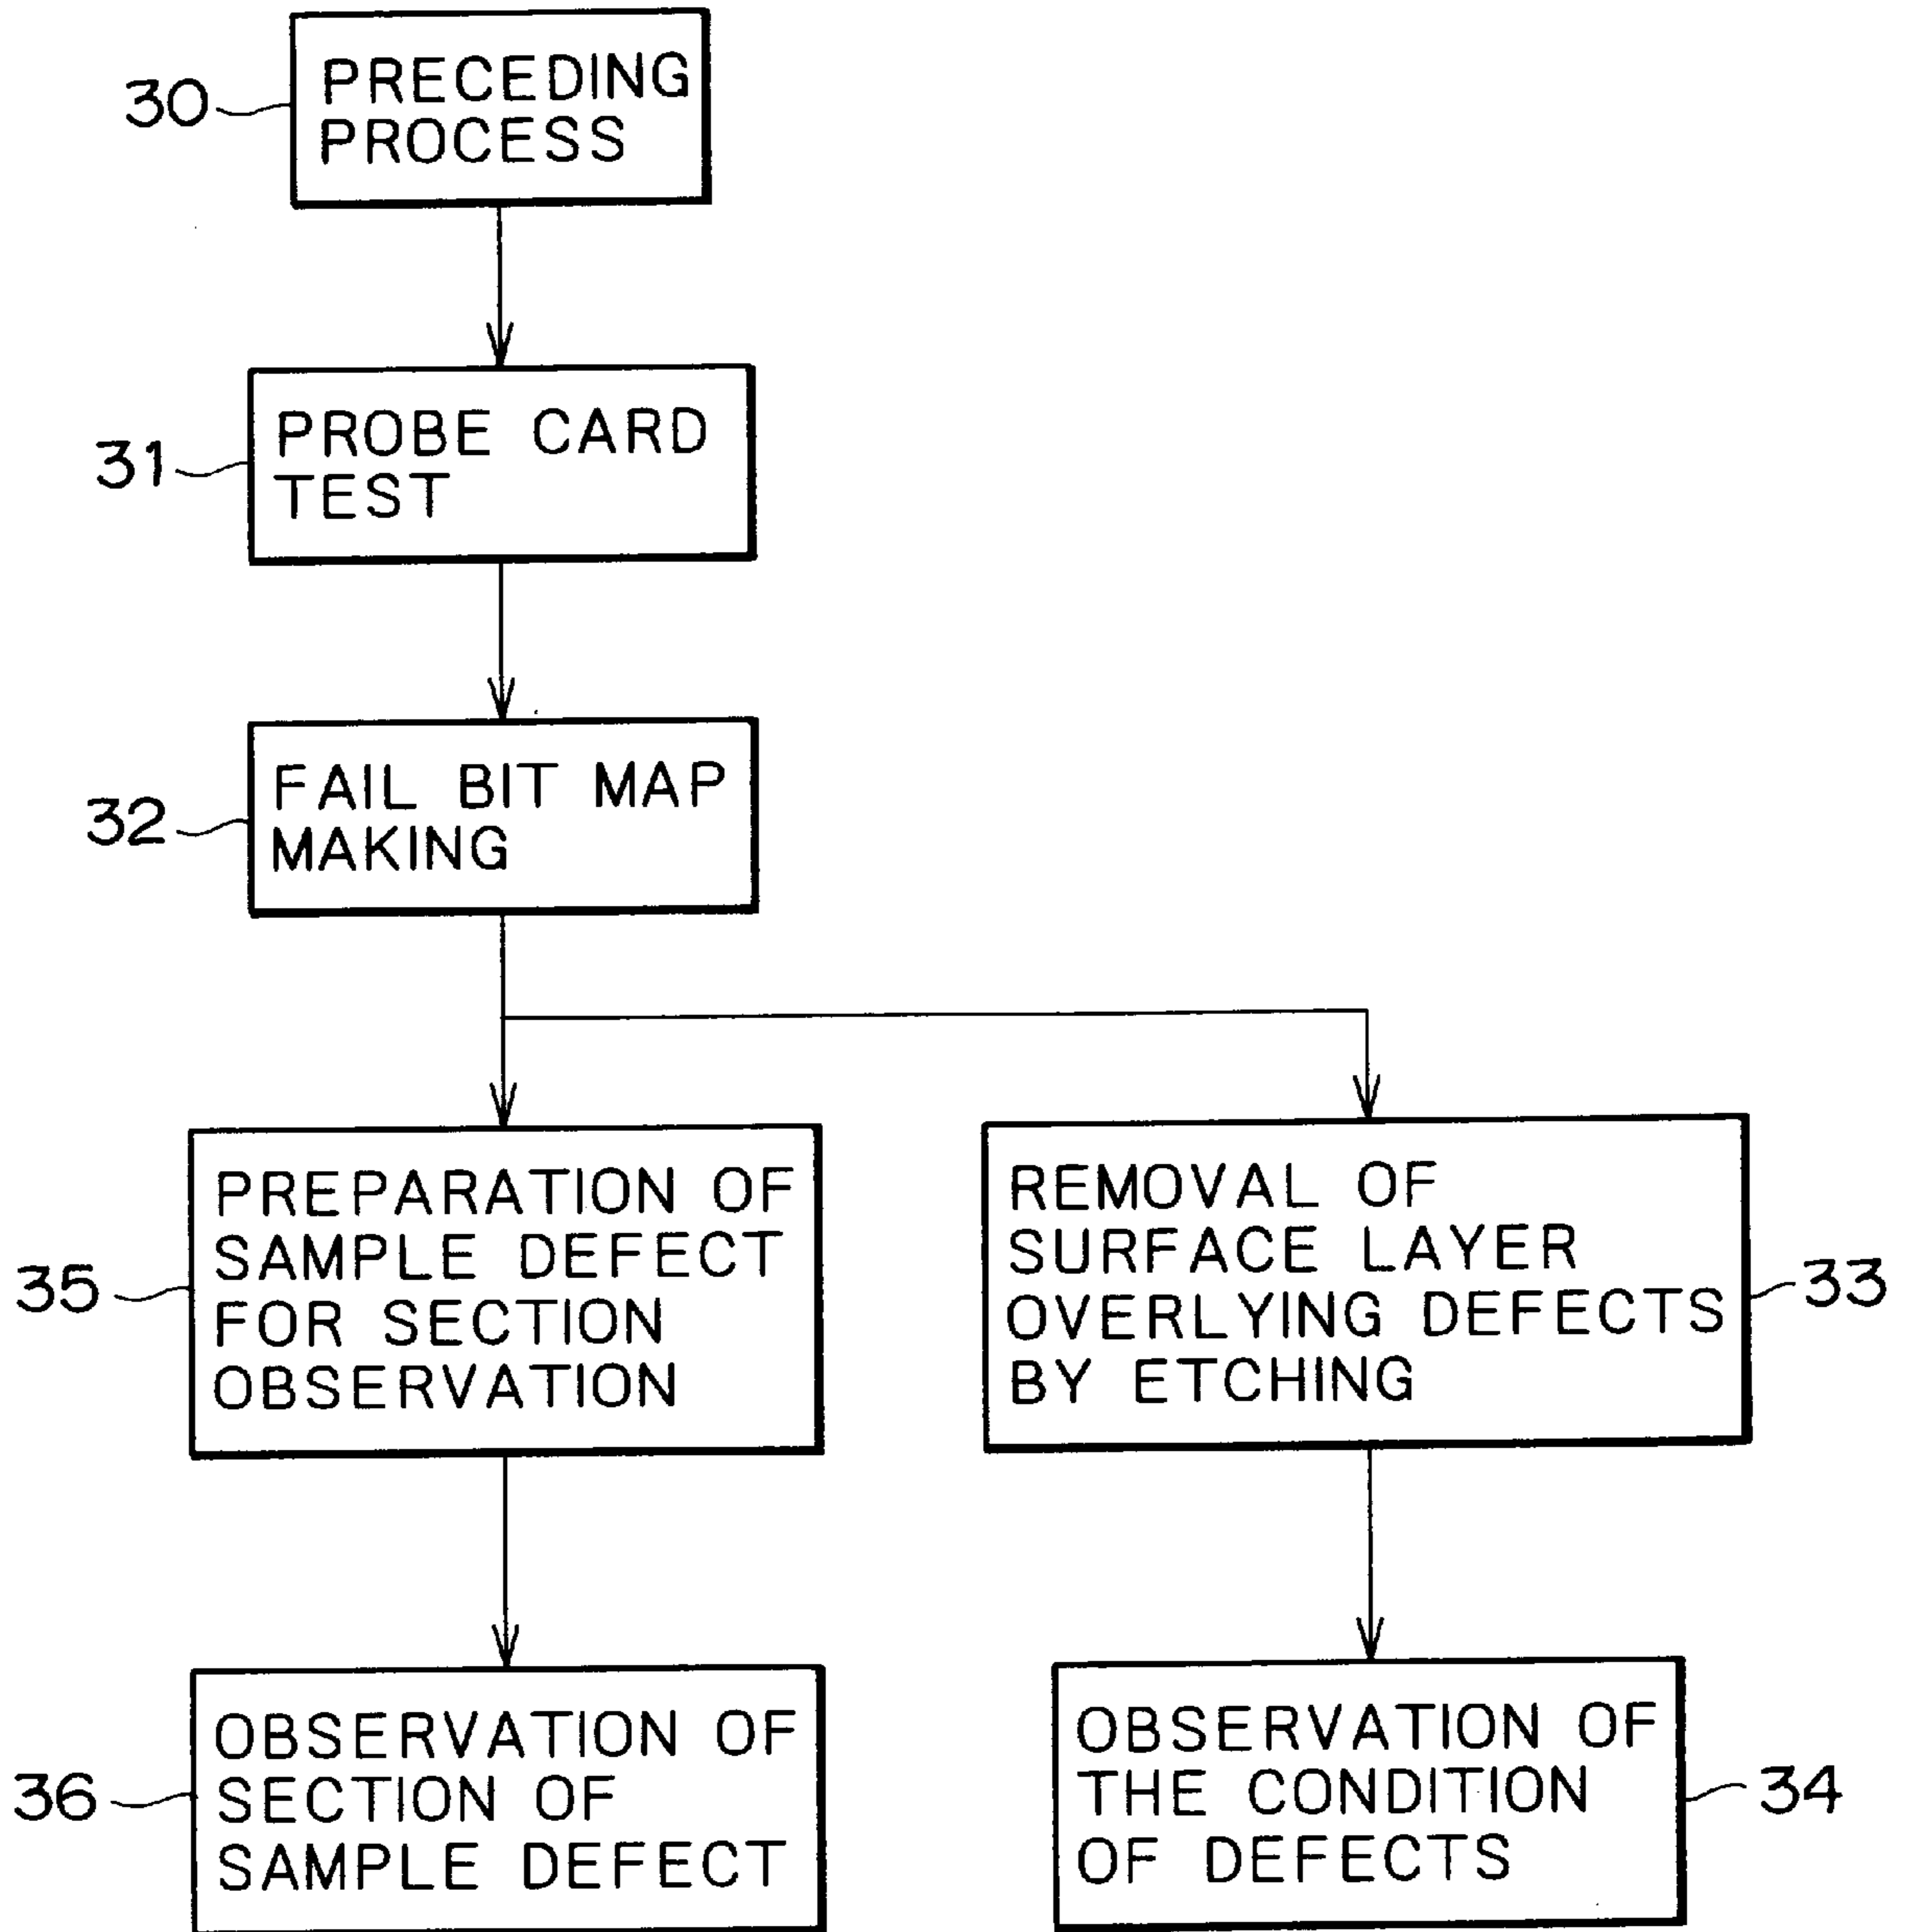 30
PRECEDING
PROCESS
31
PROBE CARD
TEST
32
FAIL BIT MAP
MAKING
35
PREPARATION OF
SAMPLE DEFECT
FOR SECTION
OBSERVATION
REMOVAL OF
SURFACE LAYER
OVERLYING DEFECTS
BY ETCHING
33
36
OBSERVATION OF
SECTION OF
SAMPLE DEFECT
OBSERVATION OF
THE CONDITION
OF DEFECTS
34